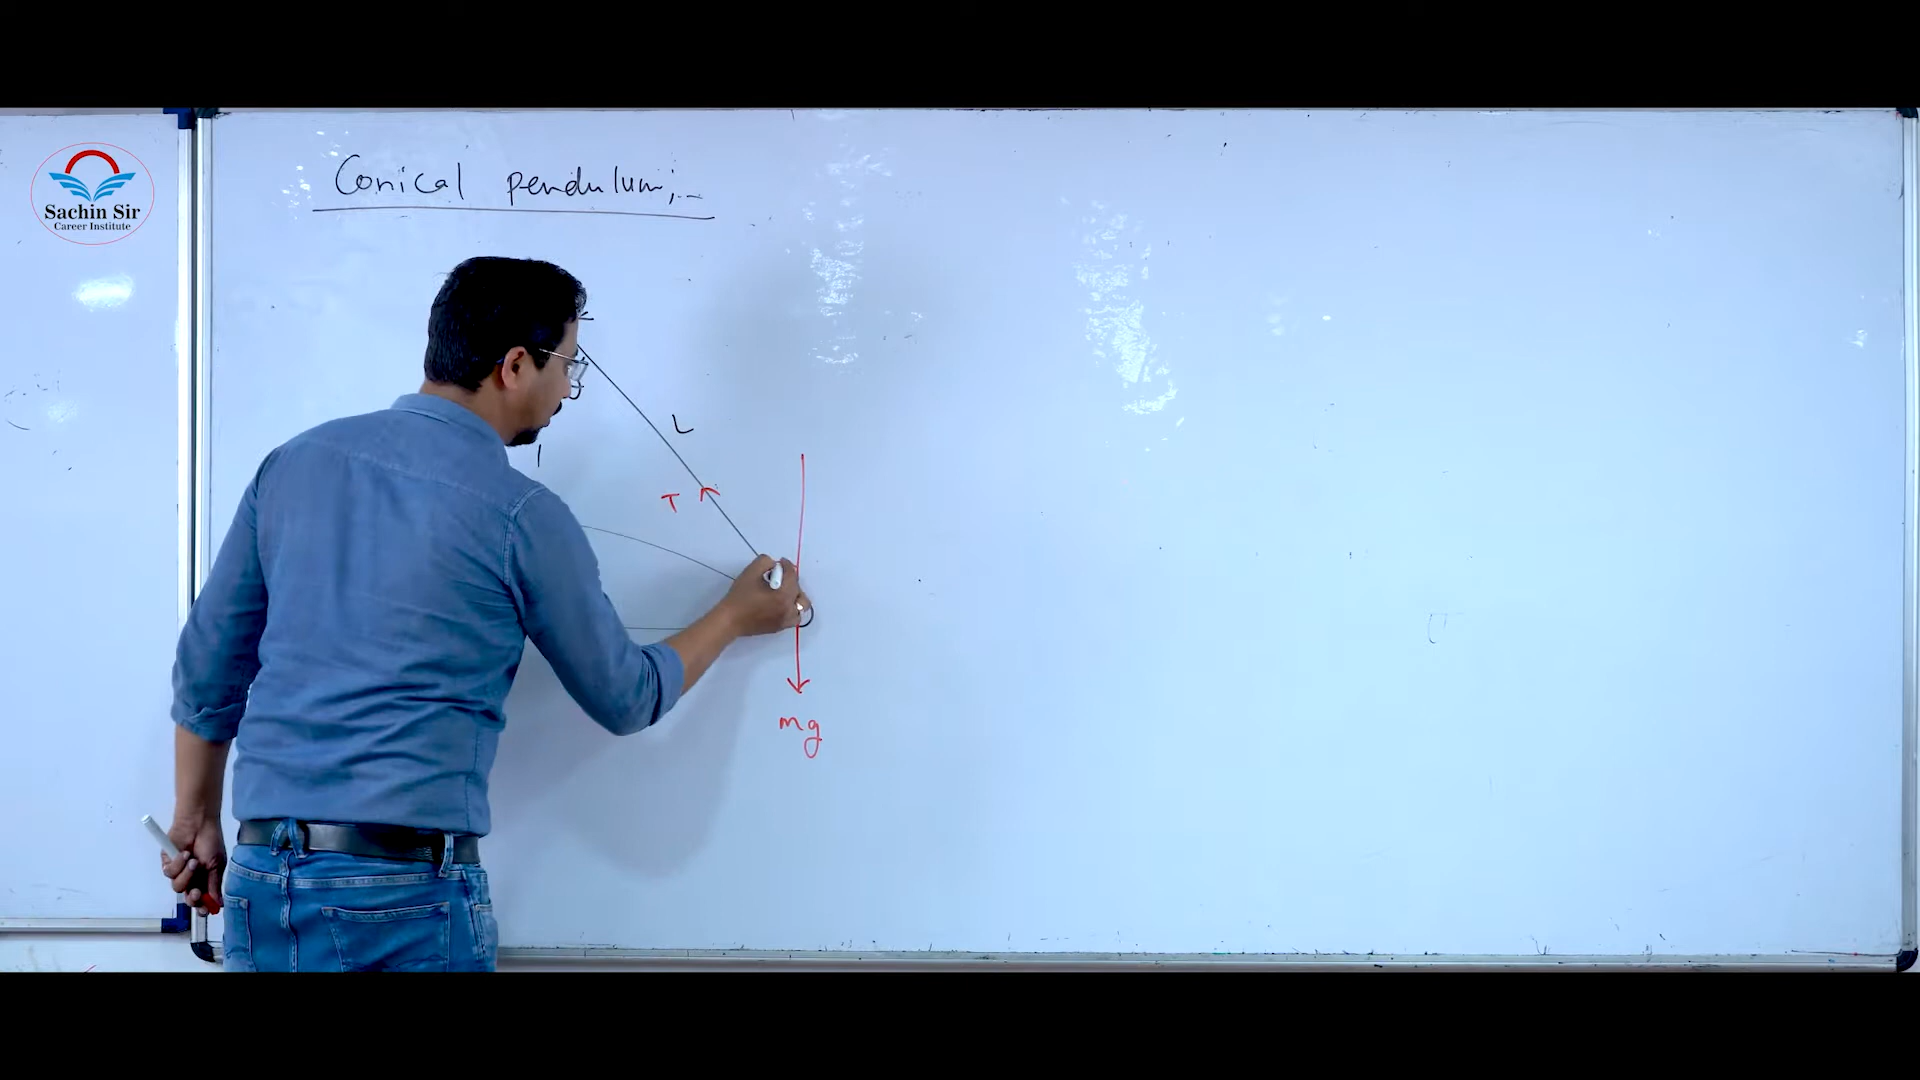 Sachin Sir
Career Institute
Conical pendulum;-
L
T
mg